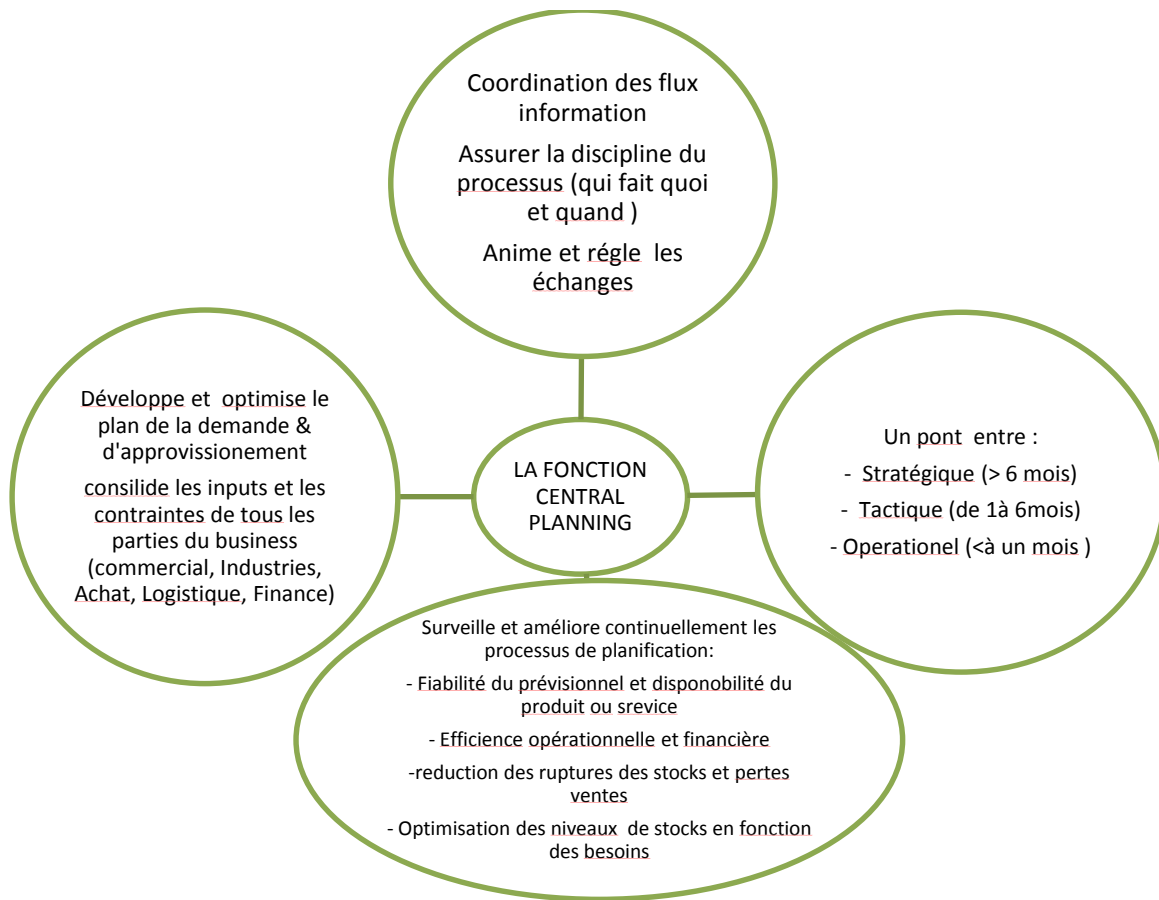 Coordination des flux
information
Assurer la discipline du
processus (qui fait quoi
et quand )
Anime et régle les
échanges
Développe et optimise le
plan de la demande &
d'approvissionement
consilide les inputs et les
contraintes de tous les
parties du business
(commercial, Industries,
Achat, Logistique, Finance)
LA FONCTION
CENTRAL
PLANNING
Un pont entre :
- Stratégique (> 6 mois)
- Tactique (de 1à 6mois)
- Operationel (<à un mois )
Surveille et améliore continuellement les
processus de planification:
- Fiabilité du prévisionnel et disponobilité du
produit ou srevice
- Efficience opérationnelle et financière
-reduction des ruptures des stocks et pertes
ventes
- Optimisation des niveaux de stocks en fonction
des besoins